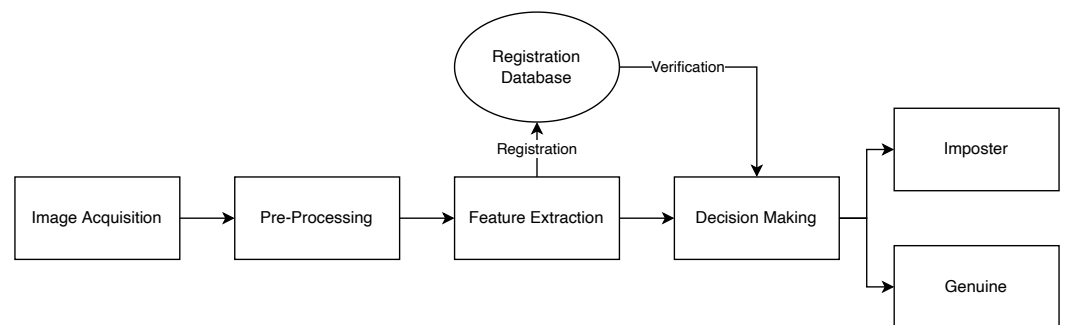 Registration
Database
Verification
Registration
Imposter
Image Acquisition
Pre-Processing
Feature Extraction
Decision Making
Genuine